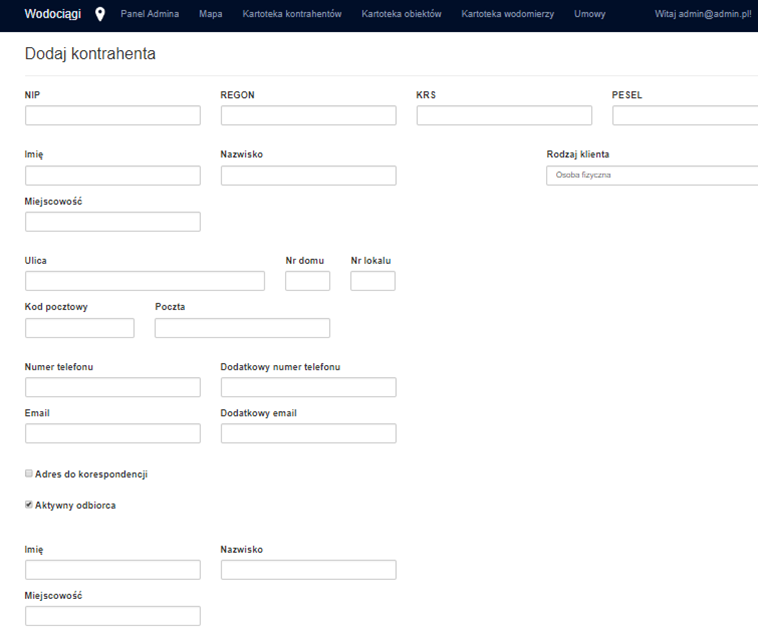 Wodociągi Panel Admina Mapa Kartoteka kontrahentów Kartoteka obiektów Kartoteka wodomierzy Umowy Witaj admin@admin.pl!
Dodaj kontrahenta
NIP REGON KRS PESEL
Imię Nazwisko Rodzaj klienta
Osoba fizyczna
Miejscowość
Ulica Nr domu Nr lokalu
Kod pocztowy Poczta
Numer telefonu Dodatkowy numer telefonu
Email Dodatkowy email
Adres do korespondencji
Aktywny odbiorca
Imię Nazwisko
Miejscowość